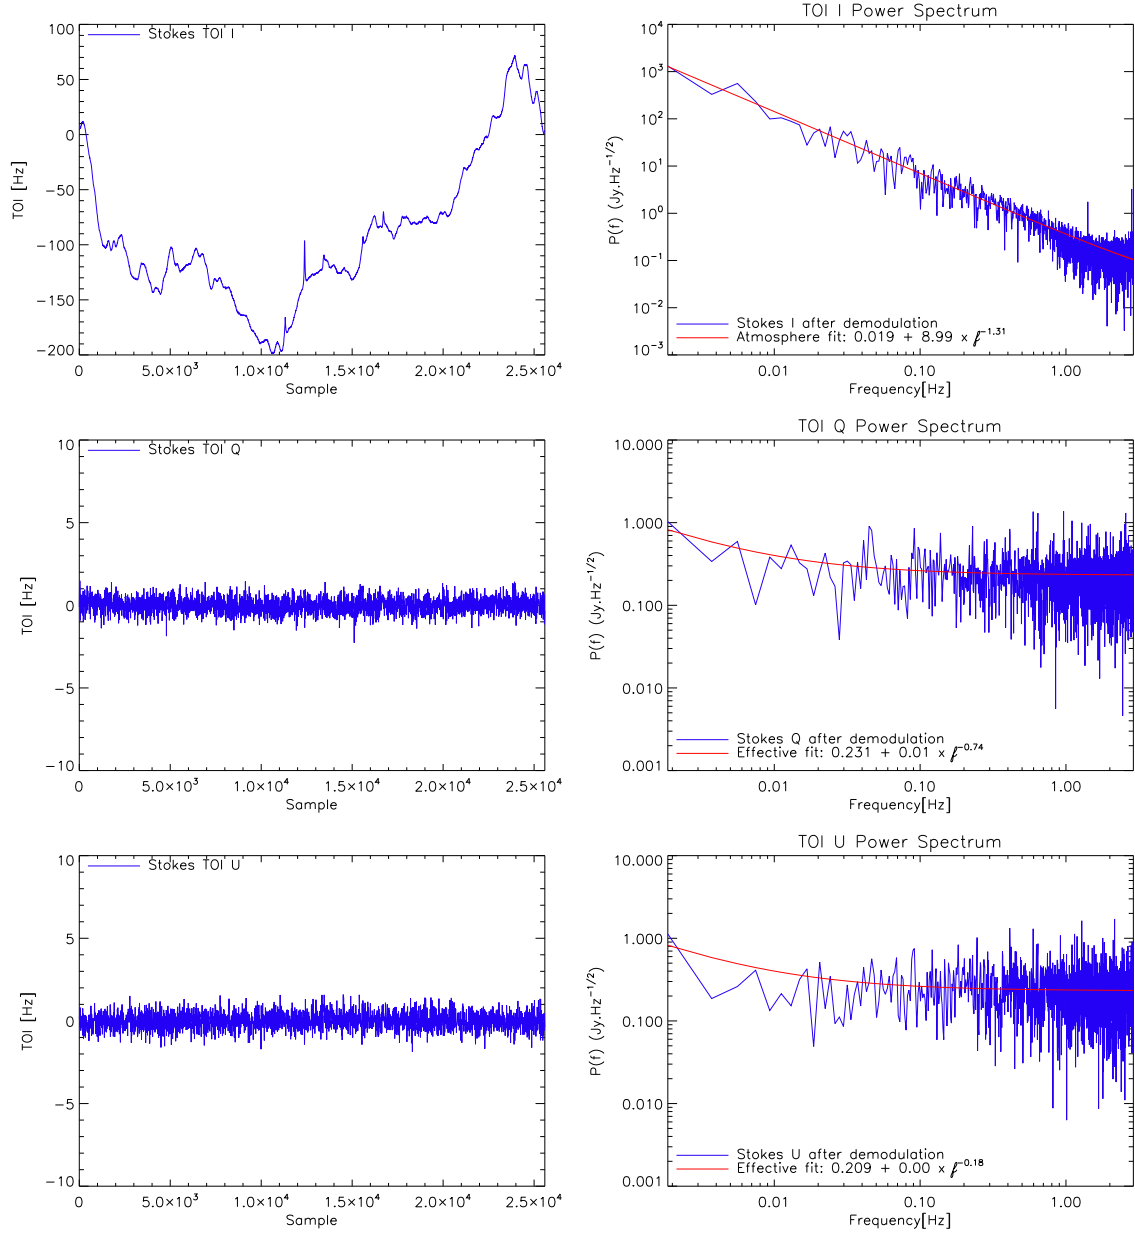 Stokes TOI I
100
50
0
−50
−100
−150
−200
TOI [Hz]
0
5.0×10³
1.0×10⁴
1.5×10⁴
2.0×10⁴
2.5×10⁴
Sample
TOI I Power Spectrum
10⁴
10³
10²
10¹
10⁰
10⁻¹
10⁻²
10⁻³
P(f) (Jy.Hz⁻¹/²)
Stokes I after demodulation
Atmosphere fit: 0.019 + 8.99 x f⁻¹·³¹
0.01
0.10
1.00
Frequency[Hz]
Stokes TOI Q
10
5
0
−5
−10
TOI [Hz]
0
5.0×10³
1.0×10⁴
1.5×10⁴
2.0×10⁴
2.5×10⁴
Sample
TOI Q Power Spectrum
10.000
1.000
0.100
0.010
0.001
P(f) (Jy.Hz⁻¹/²)
Stokes Q after demodulation
Effective fit: 0.231 + 0.01 x f⁻⁰·⁷⁴
0.01
0.10
1.00
Frequency[Hz]
Stokes TOI U
10
5
0
−5
−10
TOI [Hz]
0
5.0×10³
1.0×10⁴
1.5×10⁴
2.0×10⁴
2.5×10⁴
Sample
TOI U Power Spectrum
10.000
1.000
0.100
0.010
0.001
P(f) (Jy.Hz⁻¹/²)
Stokes U after demodulation
Effective fit: 0.209 + 0.00 x f⁻⁰·¹⁸
0.01
0.10
1.00
Frequency[Hz]